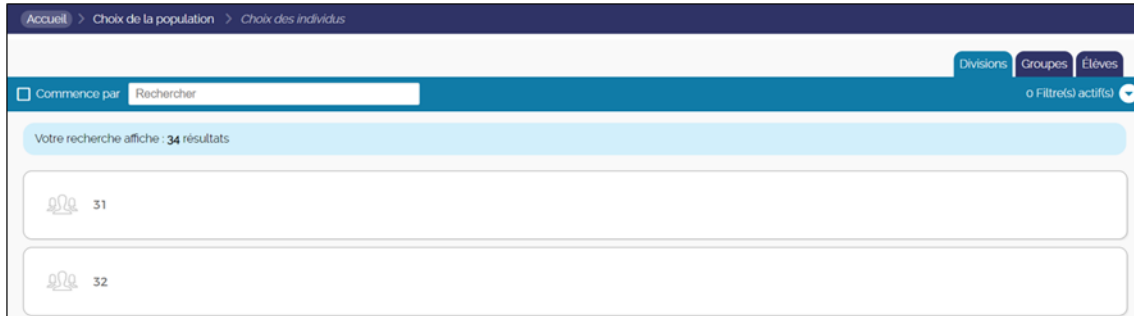 Accueil > Choix de la population > Choix des individus
Divisions Groupes Élèves
Commence par Rechercher 0 Filtre(s) actif(s)
Votre recherche affiche : 34 résultats
31
32